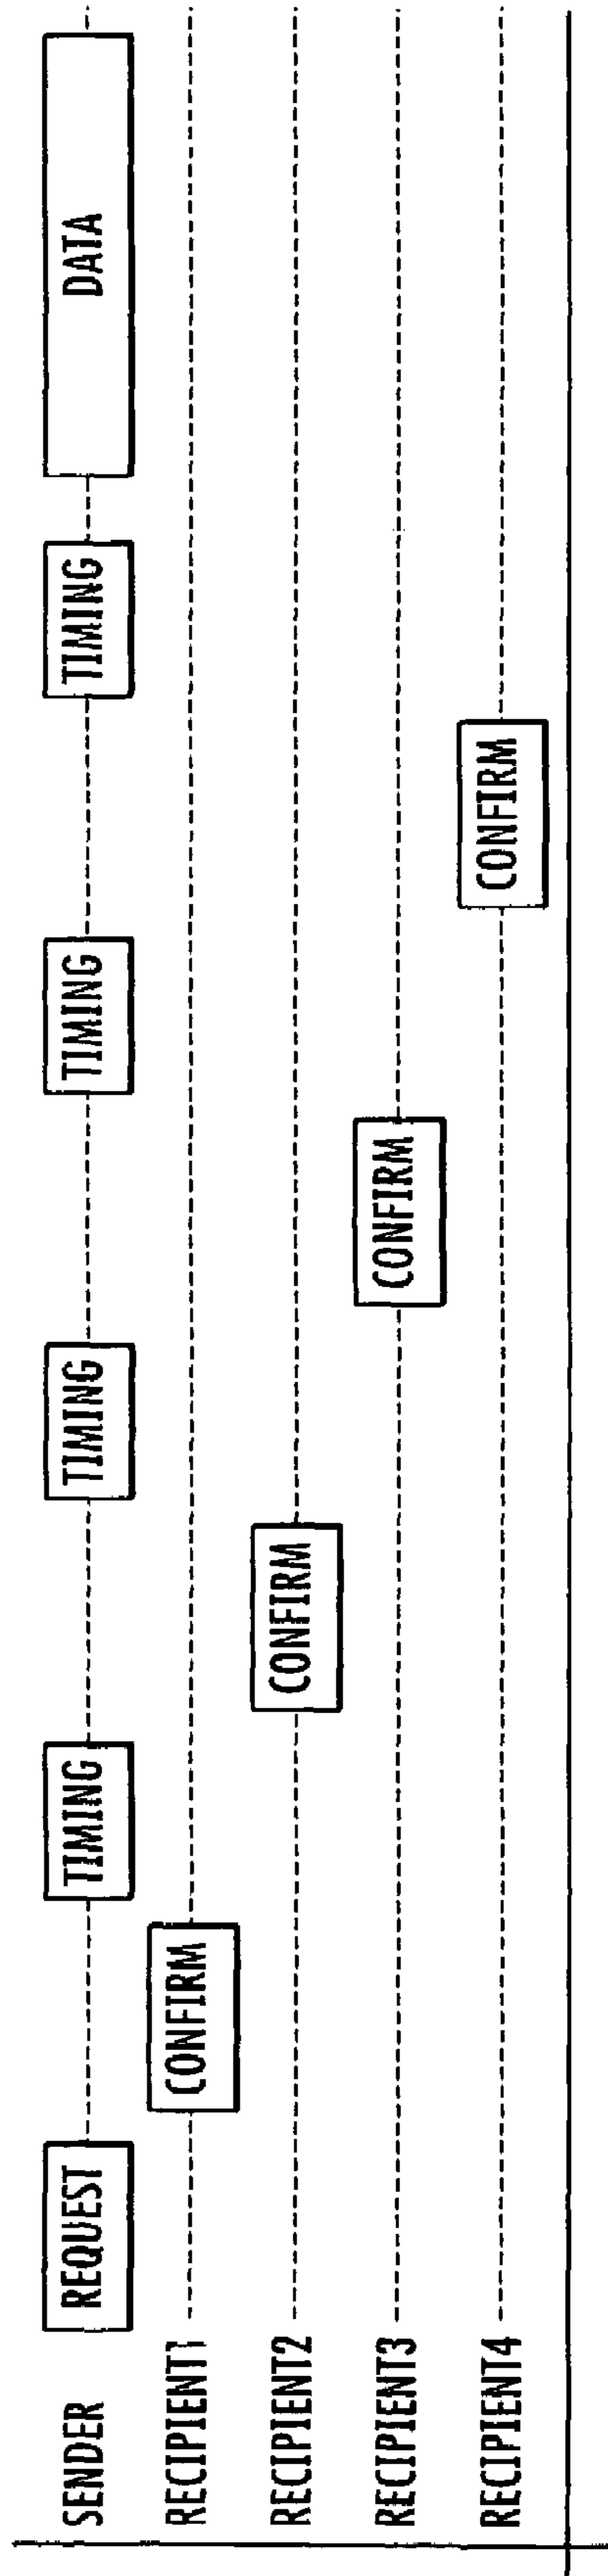 SENDER REQUEST TIMING TIMING TIMING TIMING DATA
RECIPIENT1 CONFIRM
RECIPIENT2 CONFIRM
RECIPIENT3 CONFIRM
RECIPIENT4 CONFIRM